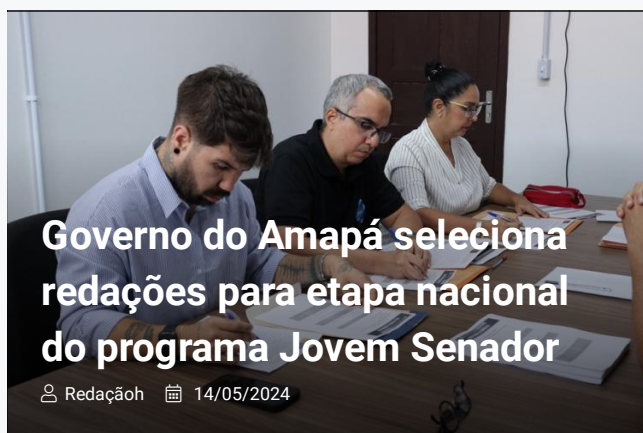 Governo do Amapá seleciona
redações para etapa nacional
do programa Jovem Senador
Redaçãoh 14/05/2024